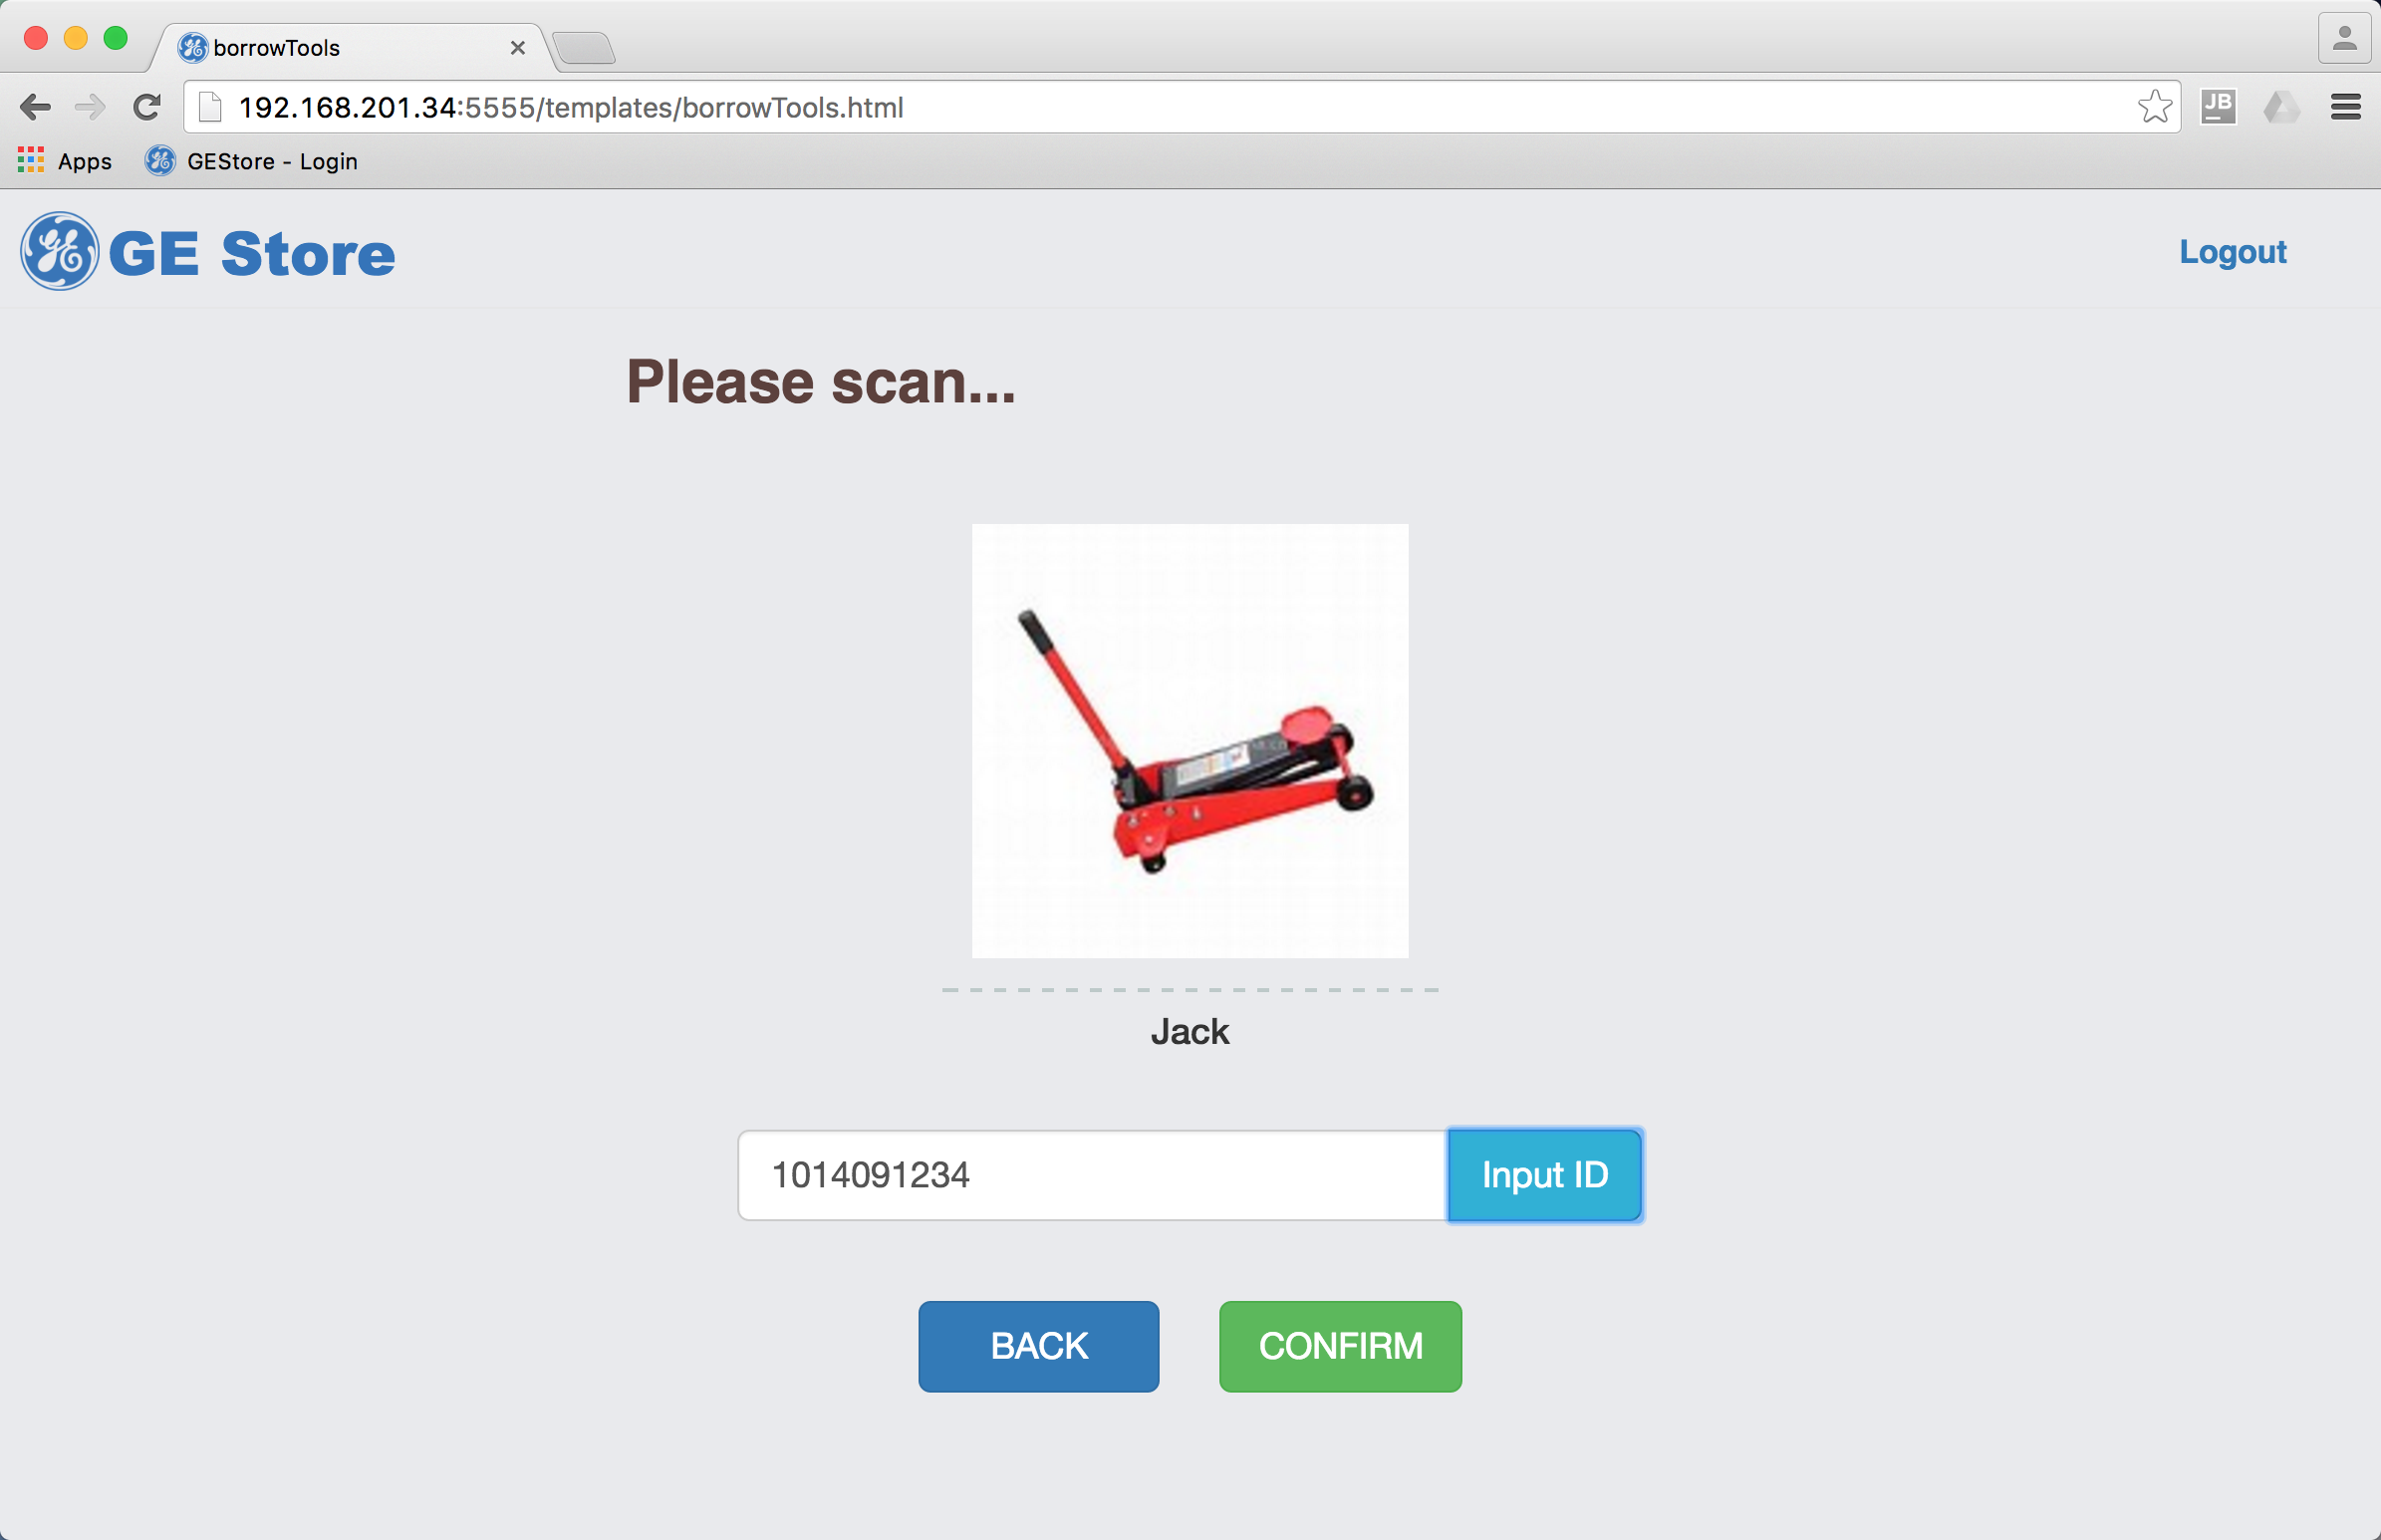 borrowTools
192.168.201.34:5555/templates/borrowTools.html
JB
Apps
GEStore - Login
GE Store
Logout
Please scan...
Jack
1014091234
Input ID
BACK
CONFIRM